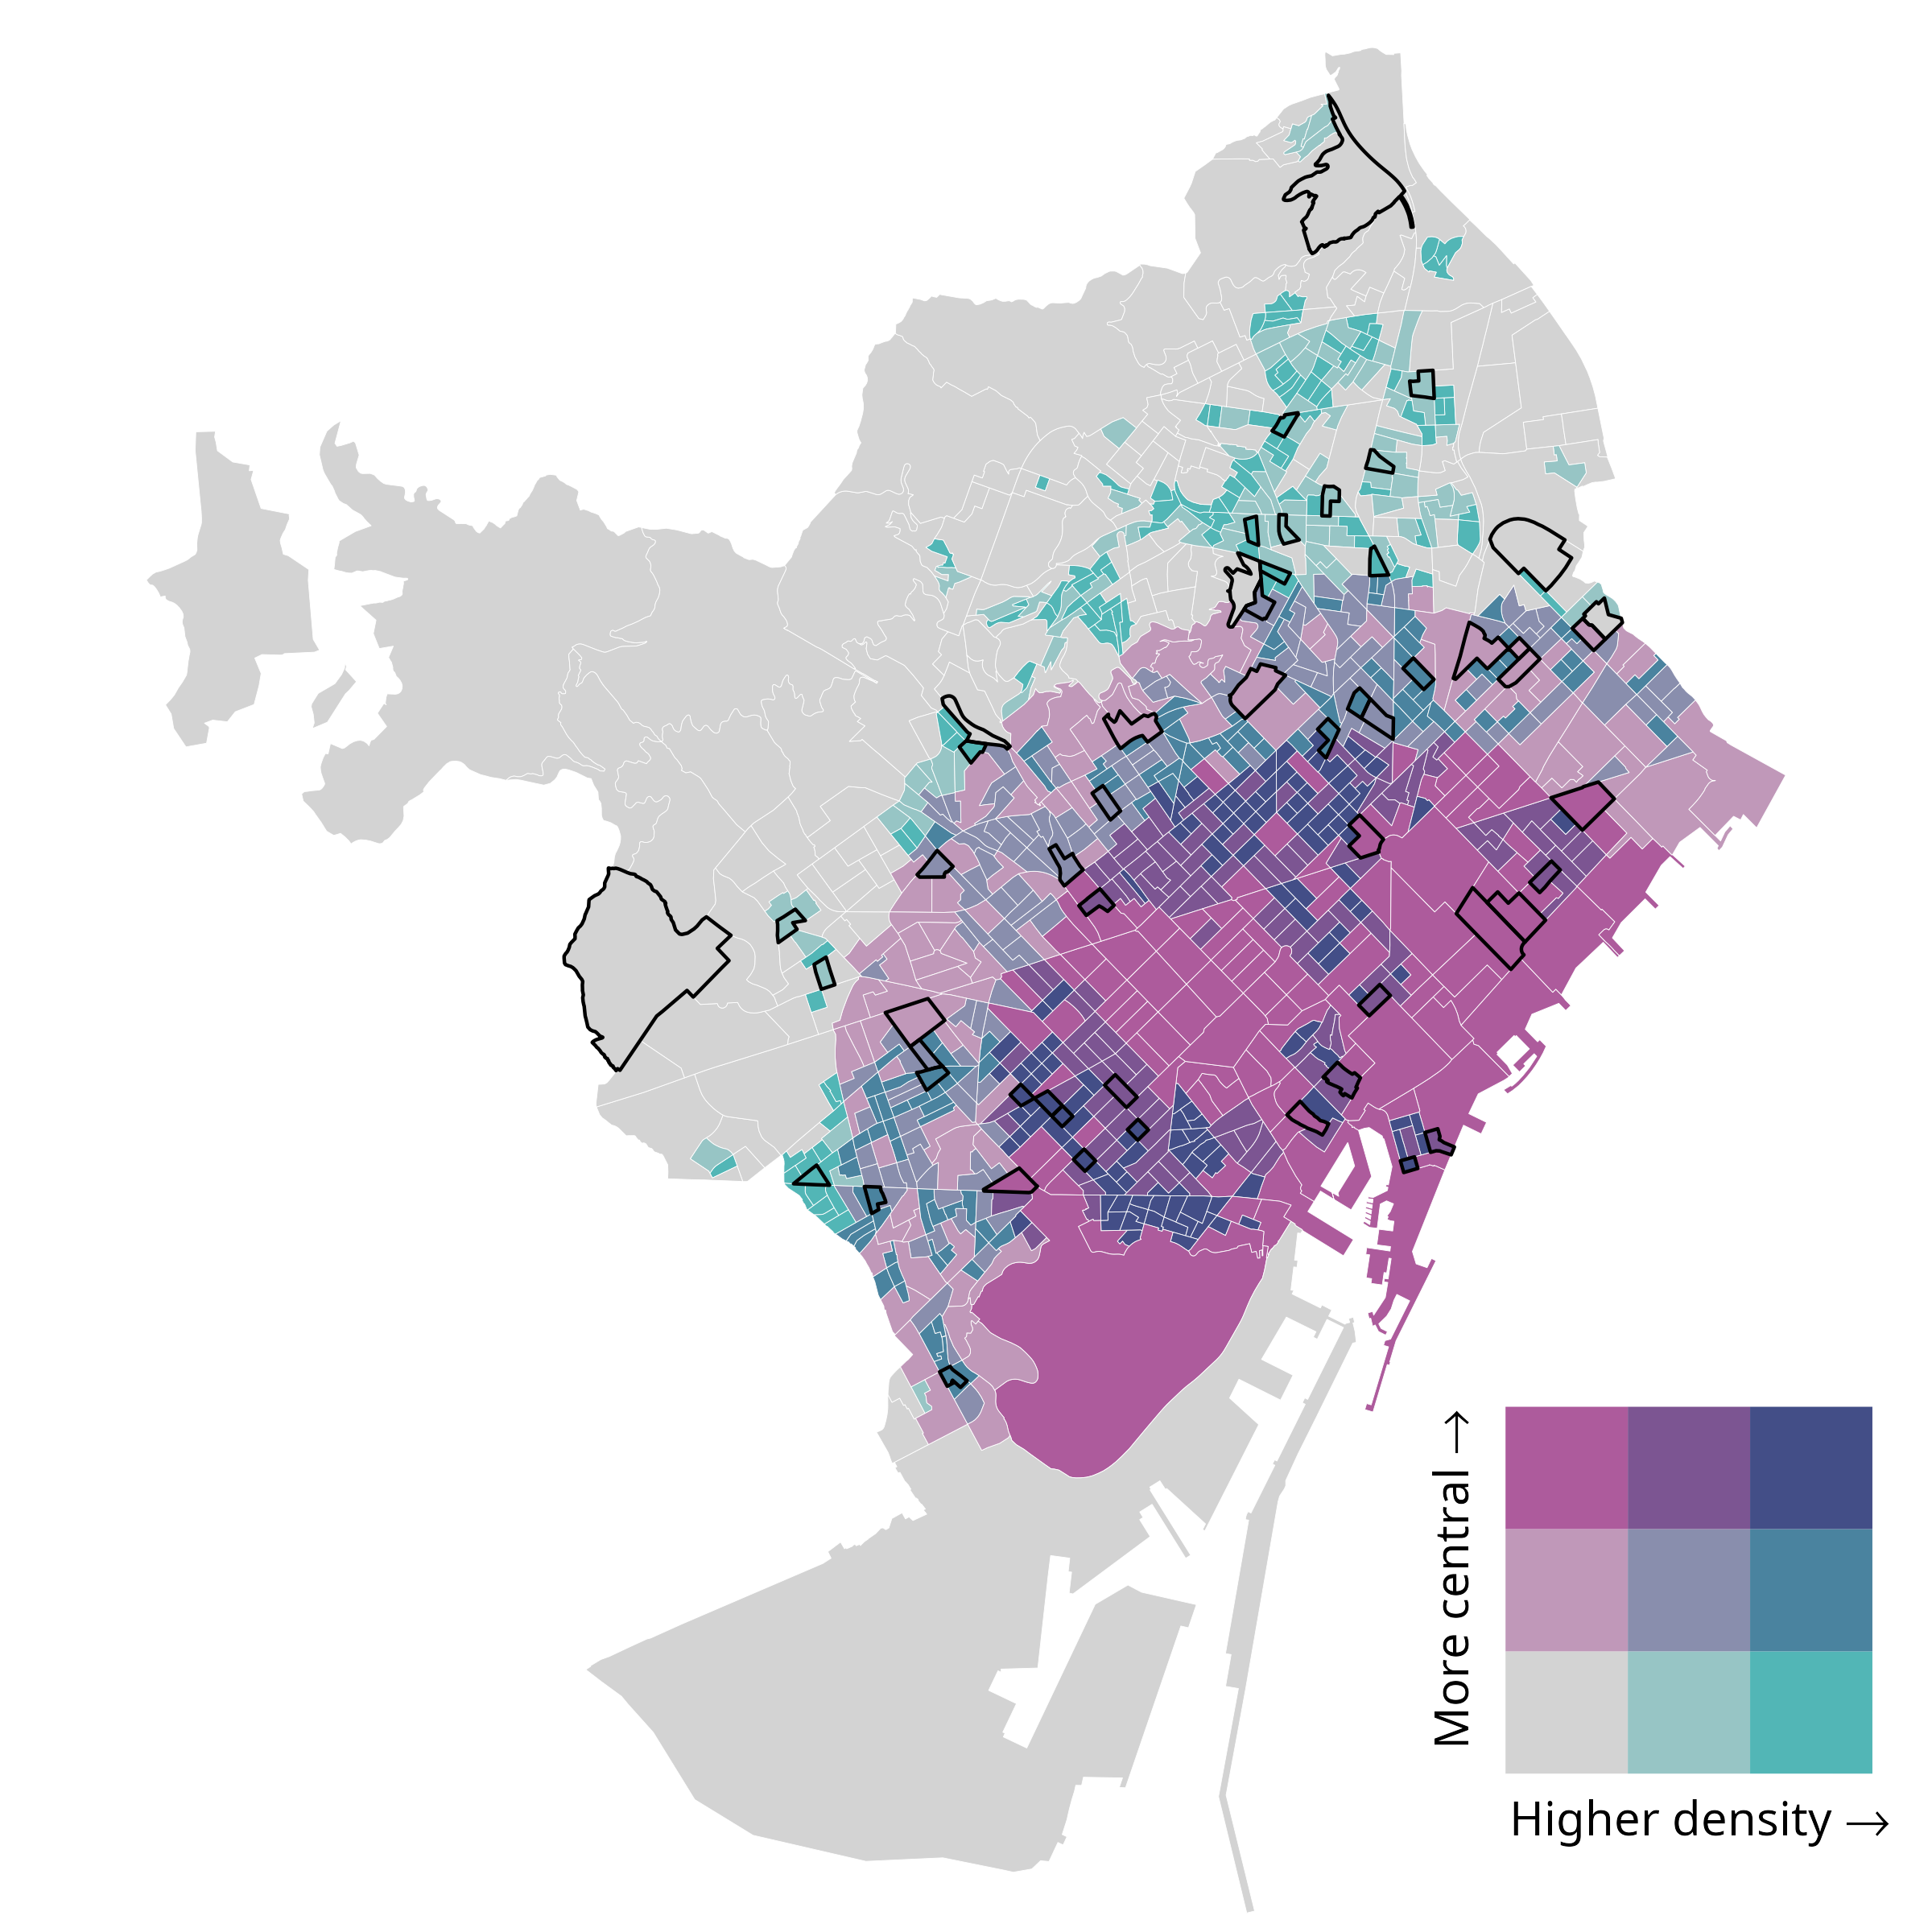 More central →
Higher density →